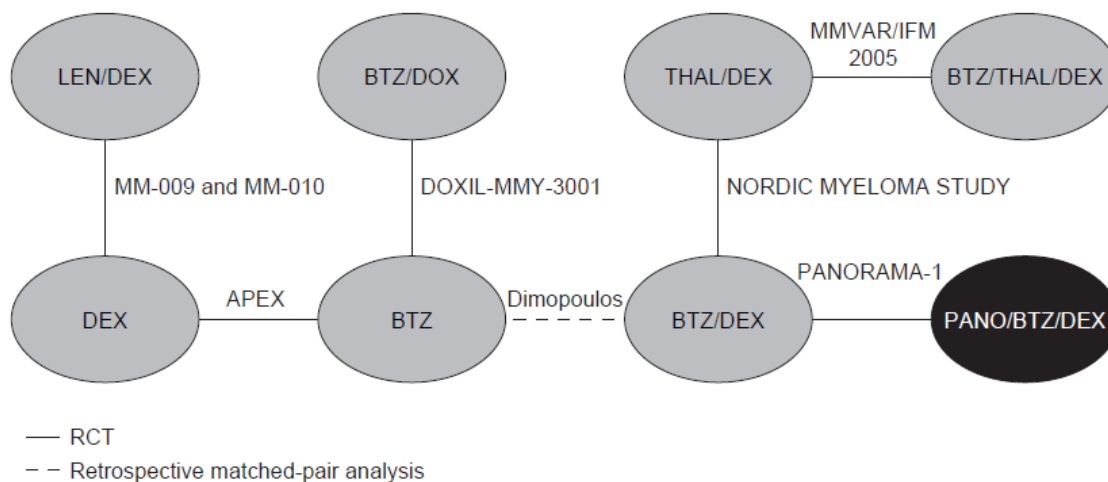 LEN/DEX
BTZ/DOX
THAL/DEX
MMVAR/IFM
2005
BTZ/THAL/DEX
MM-009 and MM-010
DOXIL-MMY-3001
NORDIC MYELOMA STUDY
DEX
APEX
BTZ
Dimopoulos
BTZ/DEX
PANORAMA-1
PANO/BTZ/DEX
RCT
Retrospective matched-pair analysis